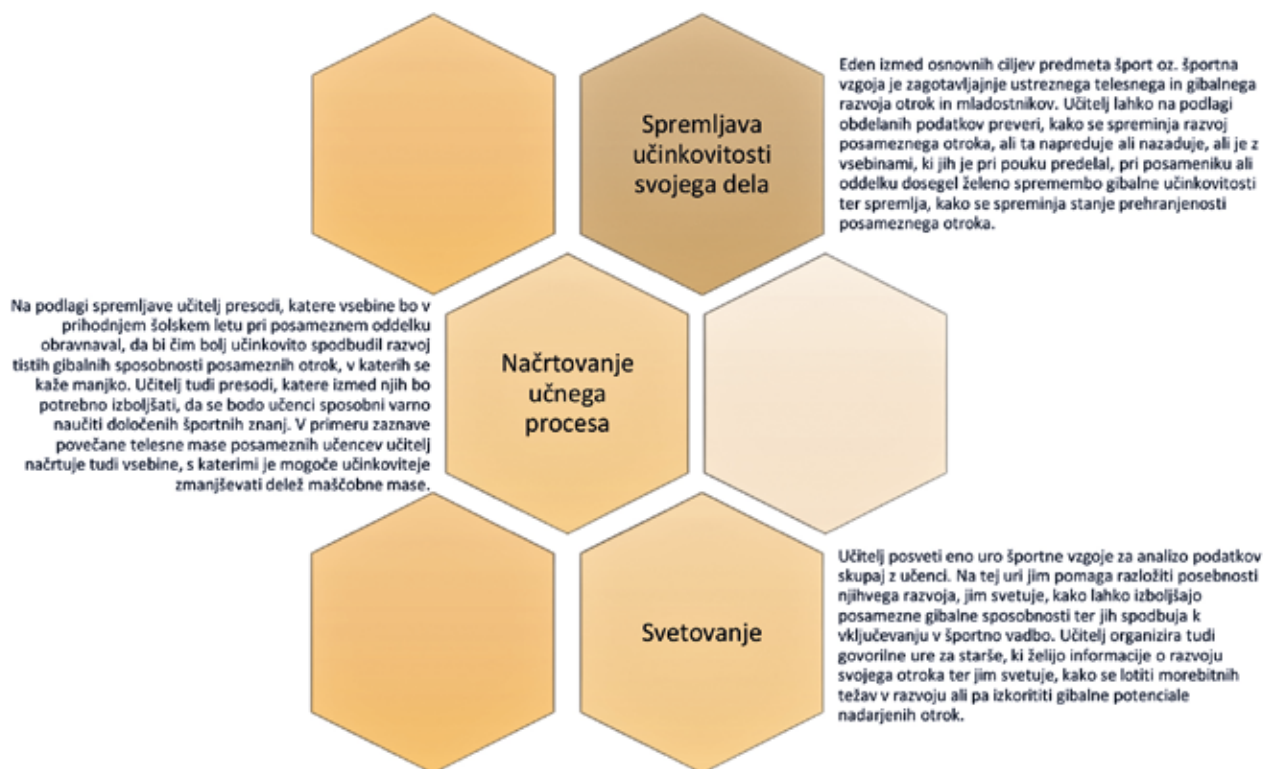 Spremljava
učinkovitosti
svojega dela
Eden izmed osnovnih ciljev predmeta šport oz. športna
vzgoja je zagotavljajnje ustreznega telesnega in gibalnega
razvoja otrok in mladostnikov. Učitelj lahko na podlagi
obdelanih podatkov preveri, kako se spreminja razvoj
posameznega otroka, ali ta napreduje ali nazaduje, ali je z
vsebinami, ki jih je pri pouku predelal, pri posameniku ali
oddelku dosegel želeno spremembo gibalne učinkovitosti
ter spremlja, kako se spreminja stanje prehranjenosti
posameznega otroka.
Na podlagi spremljave učitelj presodi, katere vsebine bo v
prihodnjem šolskem letu pri posameznem oddelku
obravnaval, da bi čim bolj učinkovito spodbudil razvoj
tistih gibalnih sposobnosti posameznih otrok, v katerih se
kaže manjko. Učitelj tudi presodi, katere izmed njih bo
potrebno izboljšati, da se bodo učenci sposobni varno
naučiti določenih športnih znanj. V primeru zaznave
povečane telesne mase posameznih učencev učitelj
načrtuje tudi vsebine, s katerimi je mogoče učinkoviteje
zmanjševati delež maščobne mase.
Načrtovanje
učnega
procesa
Svetovanje
Učitelj posveti eno uro športne vzgoje za analizo podatkov
skupaj z učenci. Na tej uri jim pomaga razložiti posebnosti
njihvega razvoja, jim svetuje, kako lahko izboljšajo
posamezne gibalne sposobnosti ter jih spodbuja k
vključevanju v športno vadbo. Učitelj organizira tudi
govorilne ure za starše, ki želijo informacije o razvoju
svojega otroka ter jim svetuje, kako se lotiti morebitnih
težav v razvoju ali pa izkorititi gibalne potenciale
nadarjenih otrok.